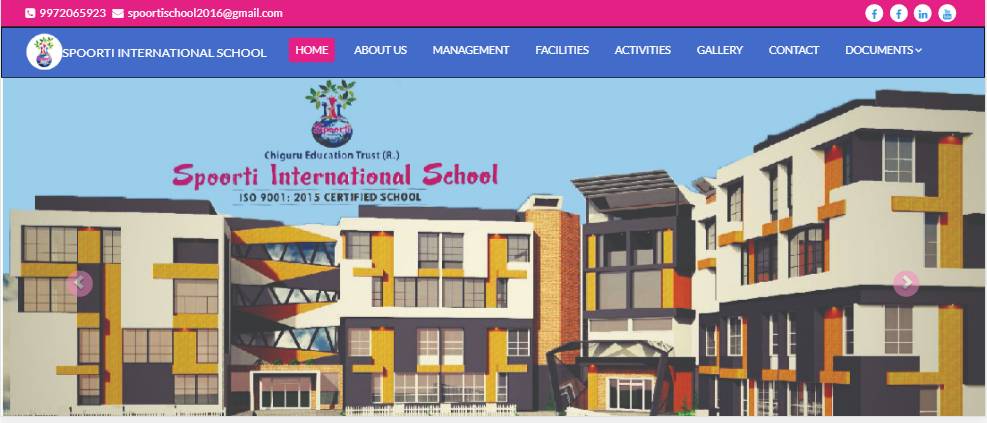 9972065923 spoortischool2016@gmail.com
SPOORTI INTERNATIONAL SCHOOL HOME ABOUT US MANAGEMENT FACILITIES ACTIVITIES GALLERY CONTACT DOCUMENTS
Spoorti
Chiguru Education Trust (R.)
Spoorti International School
ISO 9001: 2015 CERTIFIED SCHOOL